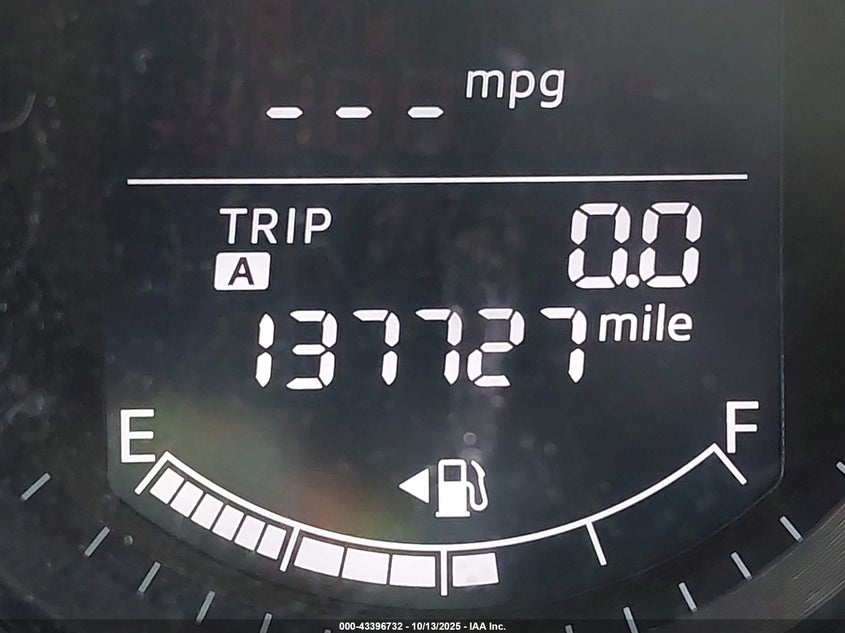 --- mpg
TRIP
A 0.0
137727 mile
E F
000-43396732 - 10/13/2025 - IAA Inc.